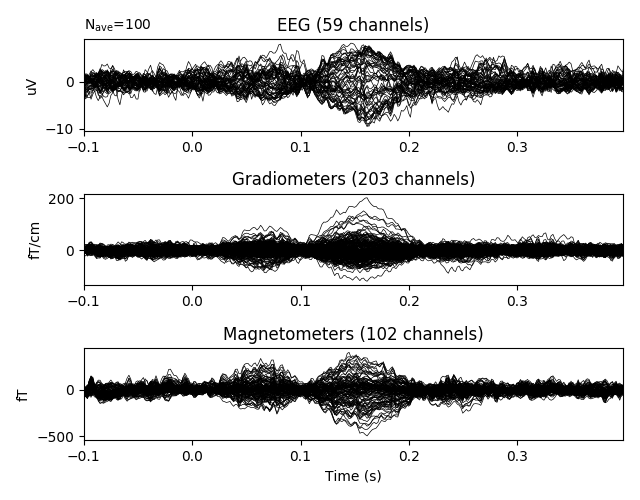 Nave=100
EEG (59 channels)
uV
0
−10
−0.1 0.0 0.1 0.2 0.3
Gradiometers (203 channels)
fT/cm
200
0
−0.1 0.0 0.1 0.2 0.3
Magnetometers (102 channels)
fT
0
−500
−0.1 0.0 0.1 0.2 0.3
Time (s)